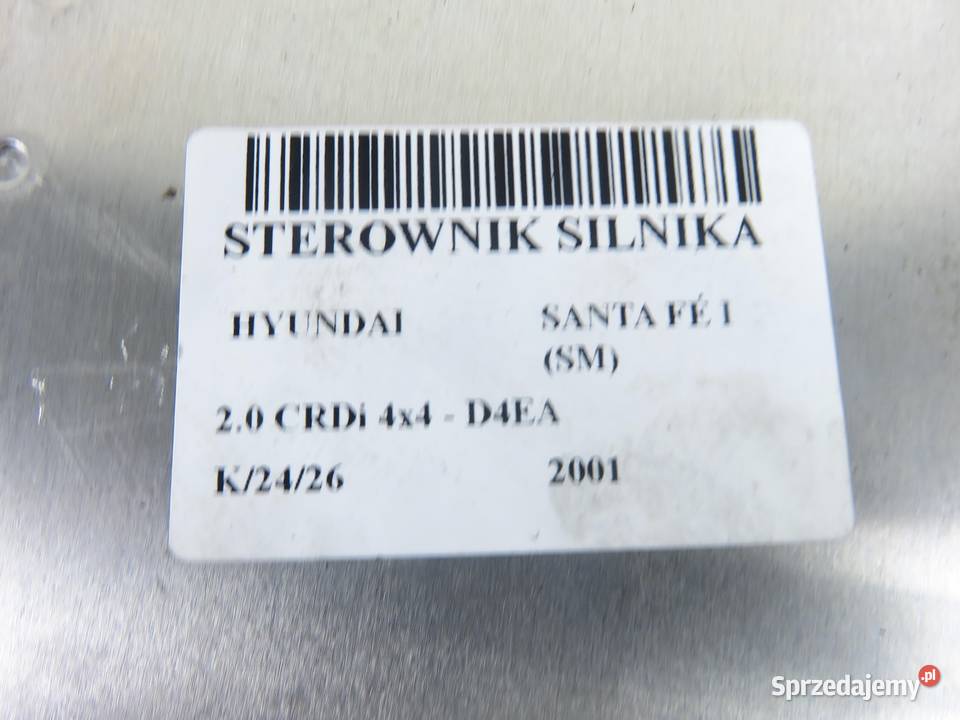 STEROWNIK SILNIKA
HYUNDAI SANTA FÉ I
(SM)
2.0 CRDi 4x4 - D4EA
K/24/26 2001
Sprzedajemy.pl